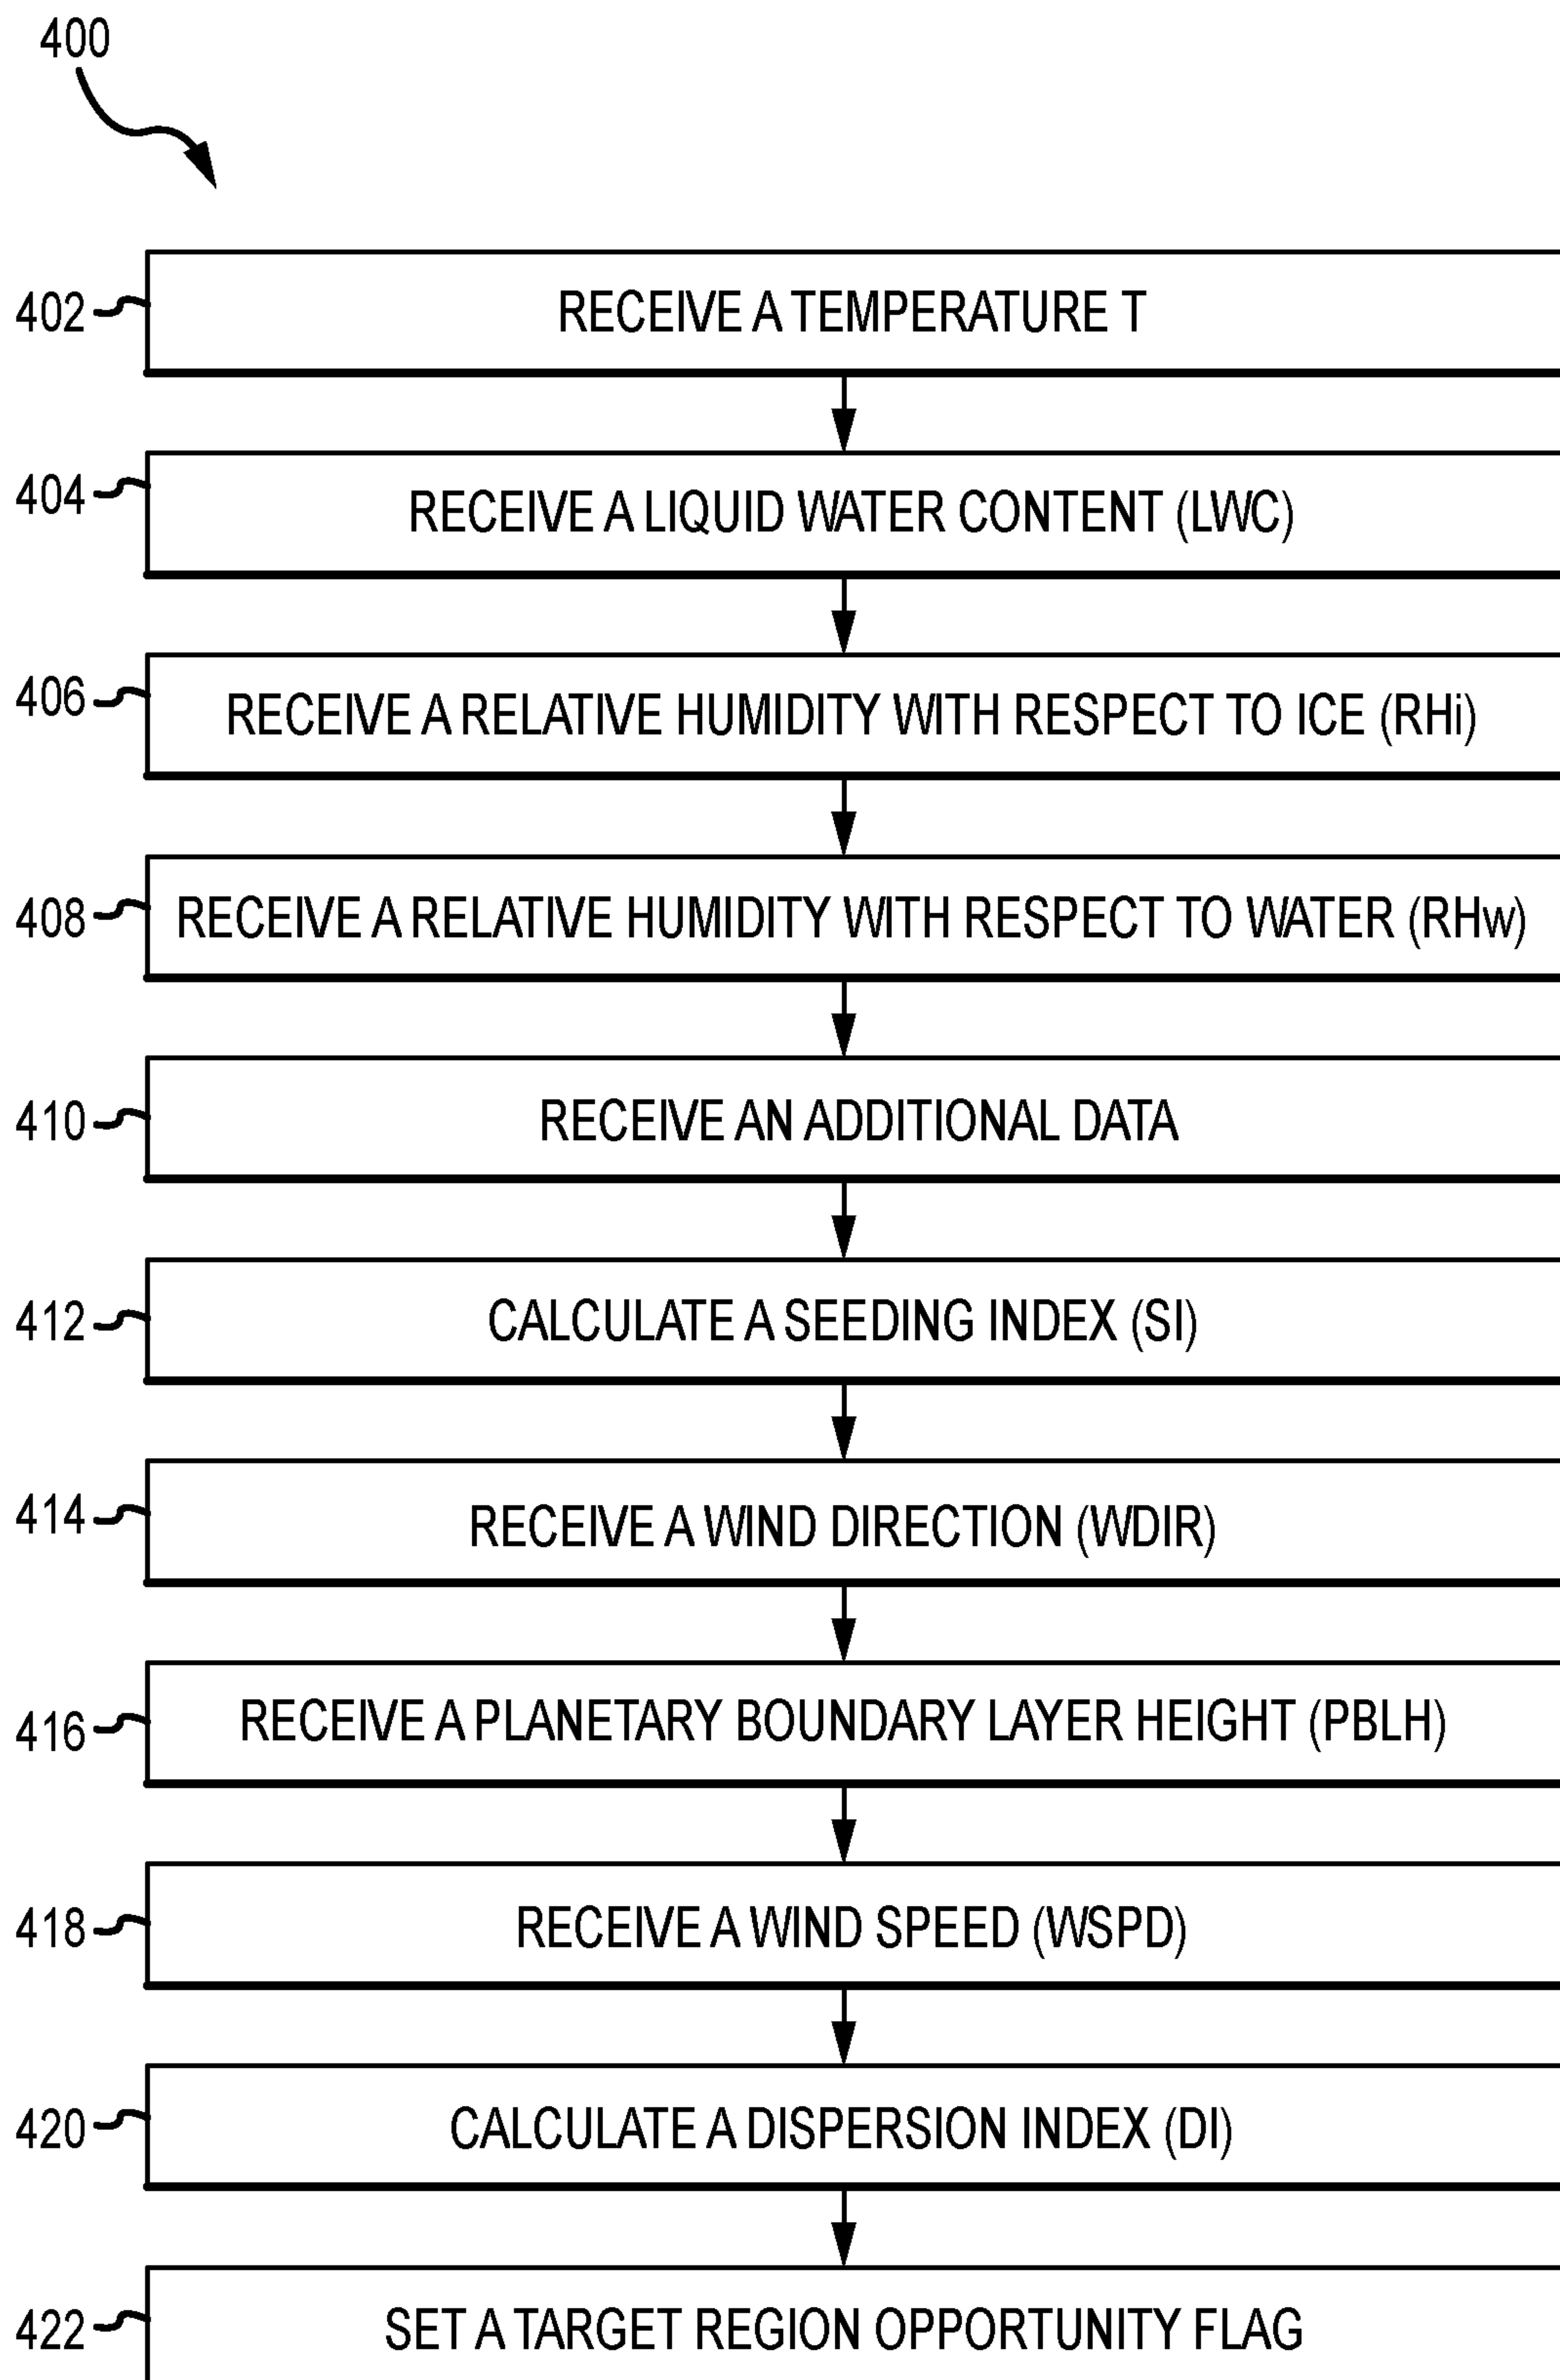 400
402 RECEIVE A TEMPERATURE T
404 RECEIVE A LIQUID WATER CONTENT (LWC)
406 RECEIVE A RELATIVE HUMIDITY WITH RESPECT TO ICE (RHi)
408 RECEIVE A RELATIVE HUMIDITY WITH RESPECT TO WATER (RHw)
410 RECEIVE AN ADDITIONAL DATA
412 CALCULATE A SEEDING INDEX (SI)
414 RECEIVE A WIND DIRECTION (WDIR)
416 RECEIVE A PLANETARY BOUNDARY LAYER HEIGHT (PBLH)
418 RECEIVE A WIND SPEED (WSPD)
420 CALCULATE A DISPERSION INDEX (DI)
422 SET A TARGET REGION OPPORTUNITY FLAG